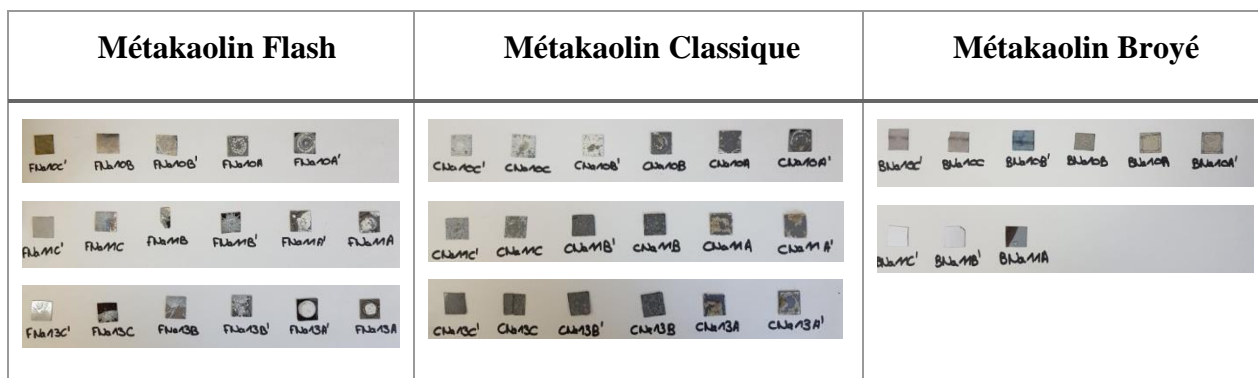 Métakaolin Flash
Métakaolin Classique
Métakaolin Broyé
FNa10C' FNa10B FNa10B' FNa10A FNa10A'
FNa11C' FNa11C FNa11B FNa11B' FNa11A' FNa11A
FNa13C' FNa13C FNa13B FNa13B' FNa13A' FNa13A
CNa10C' CNa10C CNa10B' CNa10B CNa10A CNa10A'
CNa11C' CNa11C CNa11B' CNa11B CNa11A CNa11A'
CNa13C' CNa13C CNa13B' CNa13B CNa13A CNa13A'
BNa10C' BNa10C BNa10B' BNa10B BNa10A BNa10A'
BNa11C' BNa11B' BNa11A